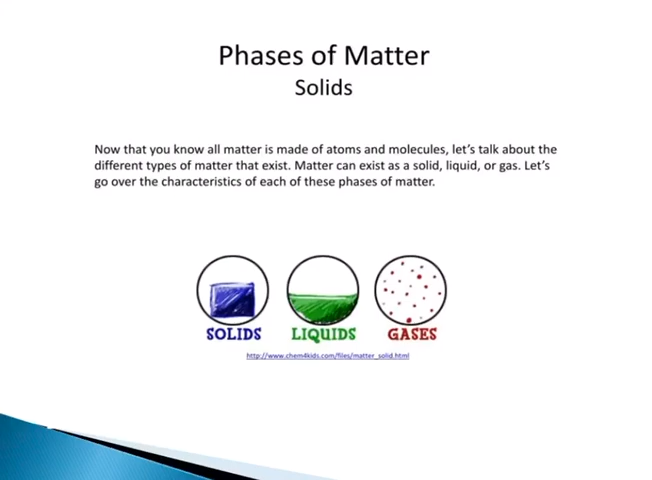 Phases of Matter
Solids
Now that you know all matter is made of atoms and molecules, let's talk about the
different types of matter that exist. Matter can exist as a solid, liquid, or gas. Let's
go over the characteristics of each of these phases of matter.
SOLIDS LIQUIDS GASES
http://www.chem4kids.com/files/matter_solid.html